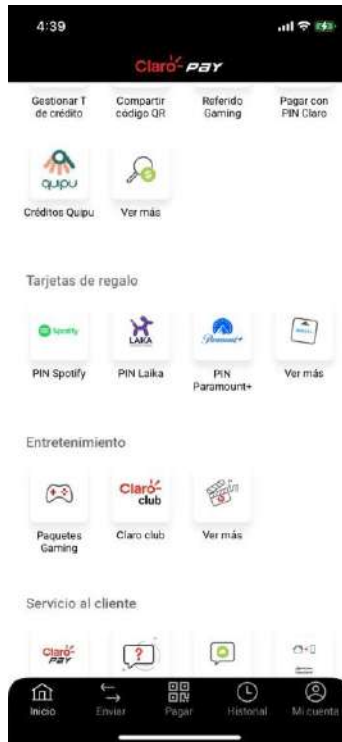 4:39
Claro pay
Gestionar T Compartir Referido Pagar con
de crédito código QR Gaming PIN Claro
quipu
Créditos Quipu Ver más
Tarjetas de regalo
Spotify LAIKA Paramount+
PIN Spotify PIN Laika PIN Ver más
Paramount+
Entretenimiento
Claro
club
Paquetes Claro club Ver más
Gaming
Servicio al cliente
Claro
pay
Inicio Enviar Pagar Historial Mi cuenta